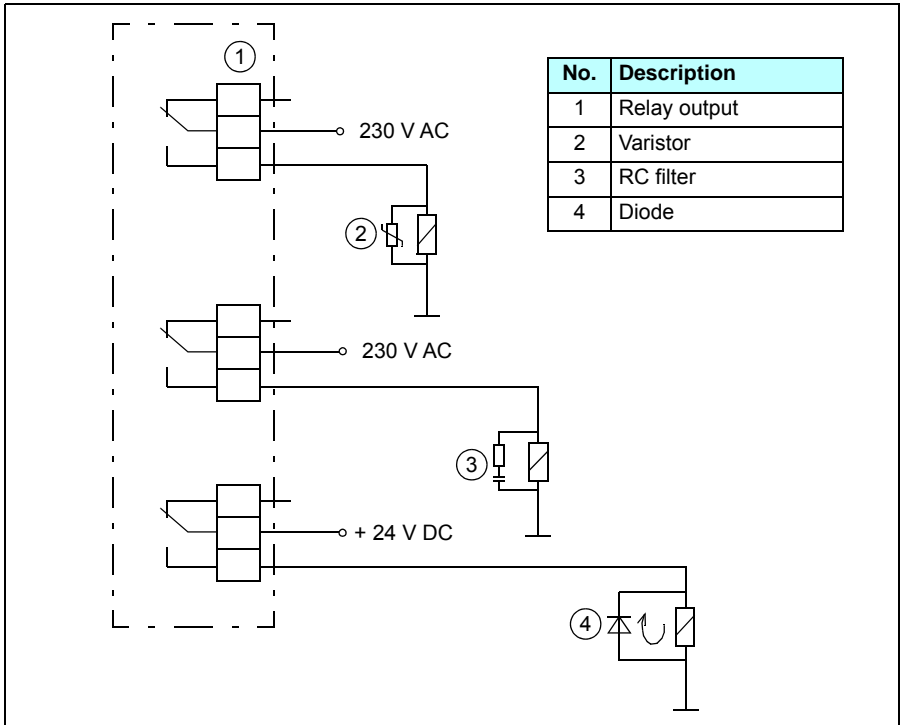 1
230 V AC
2
230 V AC
3
+ 24 V DC
4
No. Description
1 Relay output
2 Varistor
3 RC filter
4 Diode